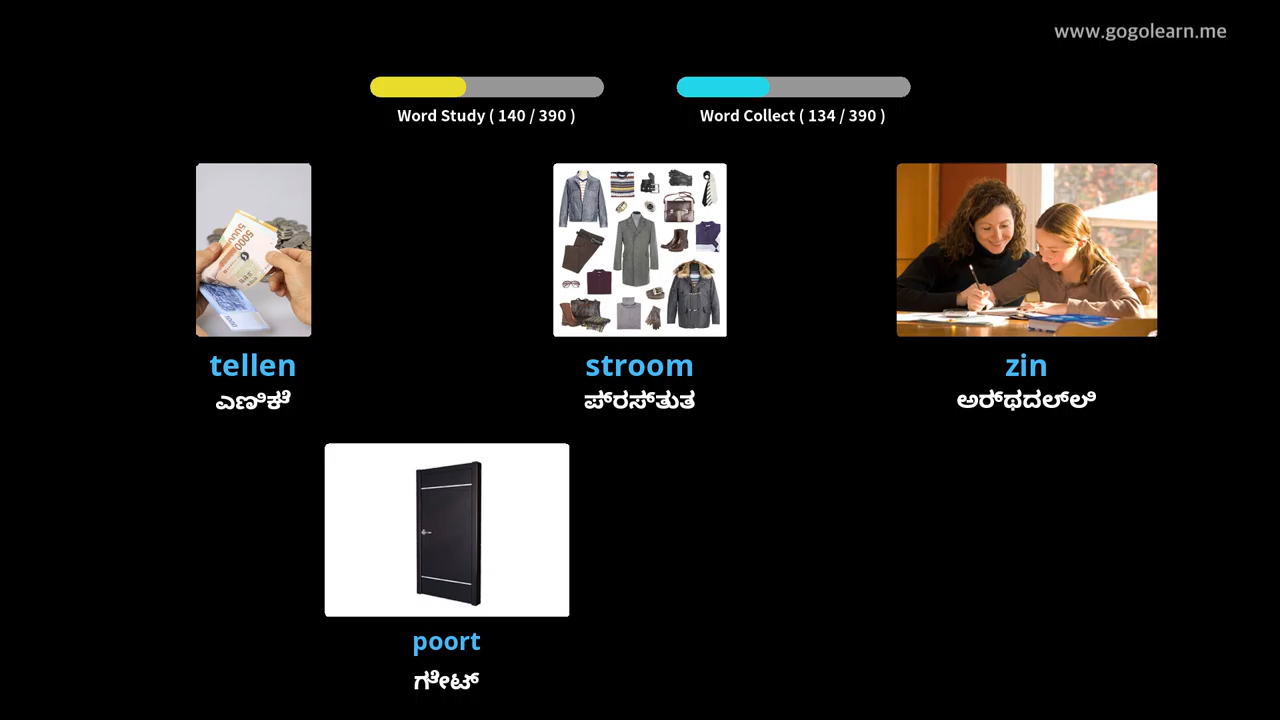 www.gogolearn.me
Word Study ( 140 / 390 )
Word Collect ( 134 / 390 )
tellen
ಎಣಿಕೆ
stroom
ಪ್ರಸ್ತುತ
zin
ಅರ್ಥದಲ್ಲಿ
poort
ಗೇಟ್